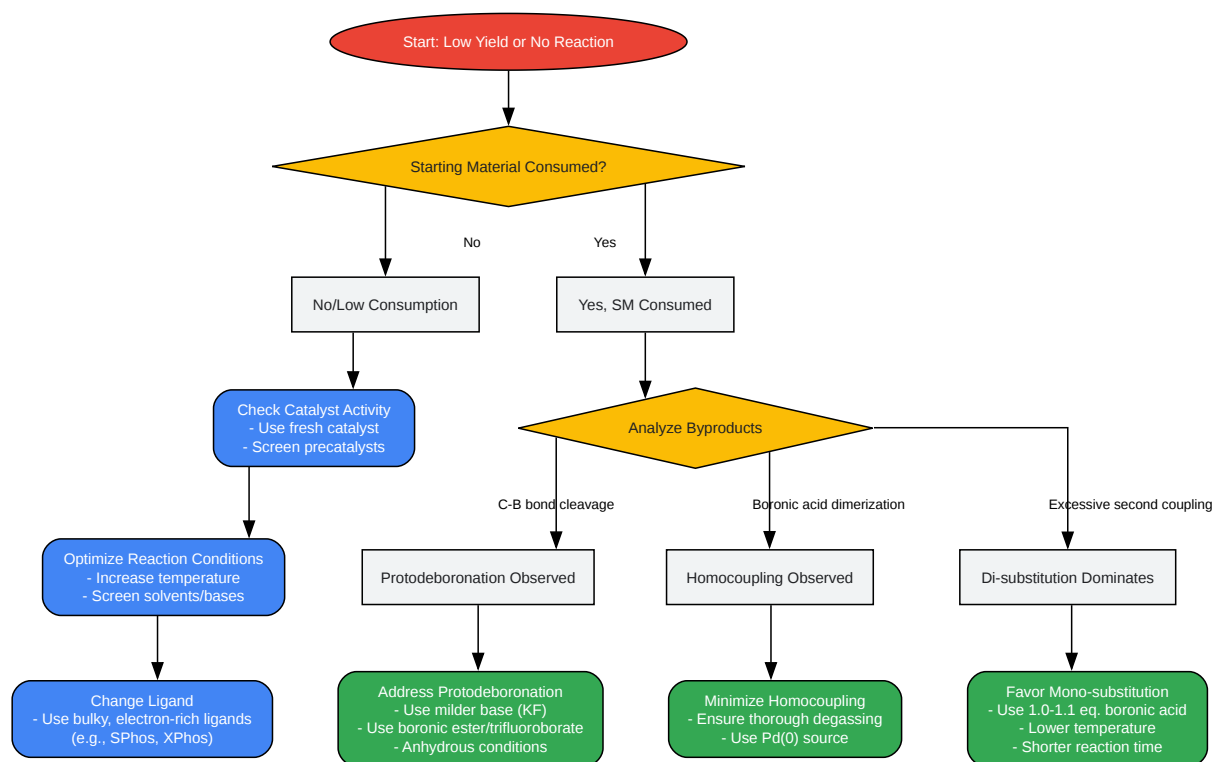 Start: Low Yield or No Reaction
Starting Material Consumed?
No
Yes
No/Low Consumption
Yes, SM Consumed
Check Catalyst Activity
- Use fresh catalyst
- Screen precatalysts
Analyze Byproducts
C-B bond cleavage
Boronic acid dimerization
Excessive second coupling
Optimize Reaction Conditions
- Increase temperature
- Screen solvents/bases
Protodeboronation Observed
Homocoupling Observed
Di-substitution Dominates
Change Ligand
- Use bulky, electron-rich ligands
(e.g., SPhos, XPhos)
Address Protodeboronation
- Use milder base (KF)
- Use boronic ester/trifluoroborate
- Anhydrous conditions
Minimize Homocoupling
- Ensure thorough degassing
- Use Pd(0) source
Favor Mono-substitution
- Use 1.0-1.1 eq. boronic acid
- Lower temperature
- Shorter reaction time